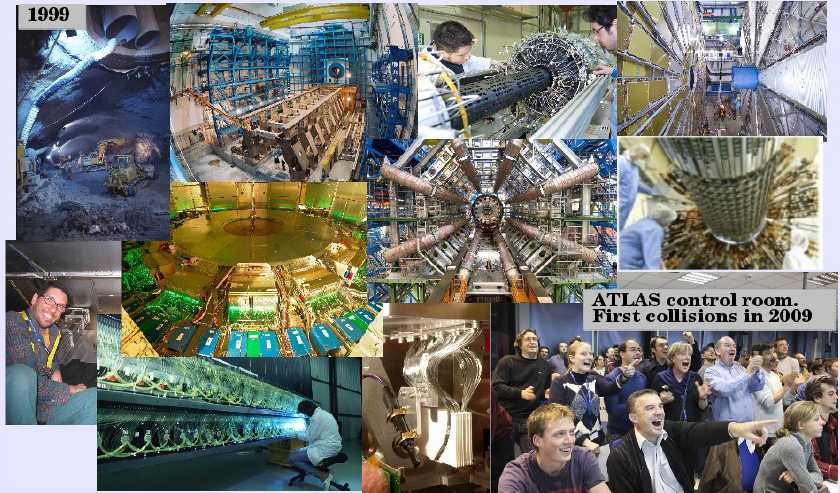 1999
ATLAS control room.
First collisions in 2009